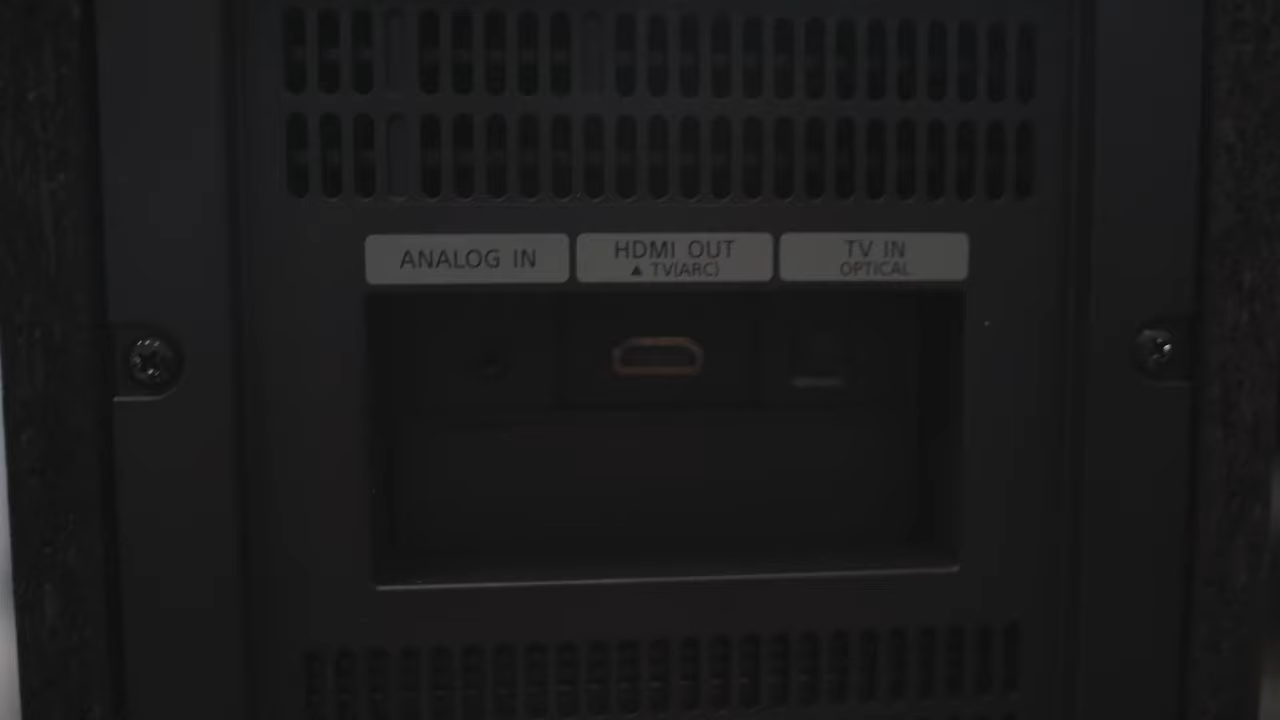 ANALOG IN
HDMI OUT
▲ TV(ARC)
TV IN
OPTICAL